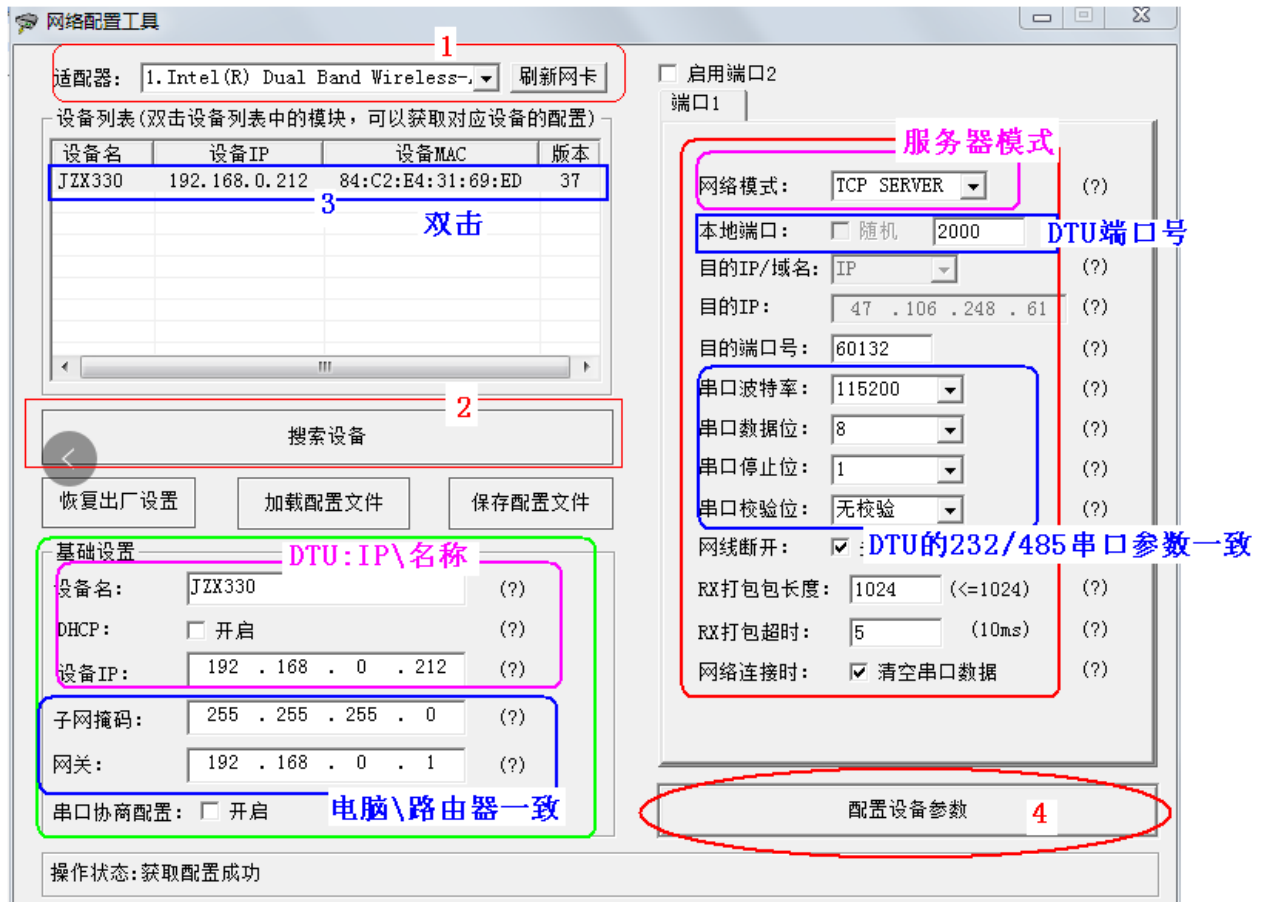 网络配置工具
1
适配器: 1.Intel(R) Dual Band Wireless-. 刷新网卡
设备列表(双击设备列表中的模块，可以获取对应设备的配置)
设备名 设备IP 设备MAC 版本
JZX330 192.168.0.212 84:C2:E4:31:69:ED 37
3
双击
2
搜索设备
恢复出厂设置 加载配置文件 保存配置文件
基础设置
DTU:IP\名称
设备名: JZX330 (?)
DHCP: 开启 (?)
设备IP: 192 . 168 . 0 . 212 (?)
子网掩码: 255 . 255 . 255 . 0 (?)
网关: 192 . 168 . 0 . 1 (?)
电脑\路由器一致
串口协商配置: 开启
操作状态:获取配置成功
启用端口2
端口1
服务器模式
网络模式: TCP SERVER (?)
本地端口: 随机 2000 DTU端口号
目的IP/域名: IP (?)
目的IP: 47 . 106 . 248 . 61 (?)
目的端口号: 60132 (?)
串口波特率: 115200 (?)
串口数据位: 8 (?)
串口停止位: 1 (?)
串口校验位: 无校验 (?)
网线断开: DTU的232/485串口参数一致
RX打包包长度: 1024 (<=1024) (?)
RX打包超时: 5 (10ms) (?)
网络连接时: 清空串口数据 (?)
配置设备参数 4